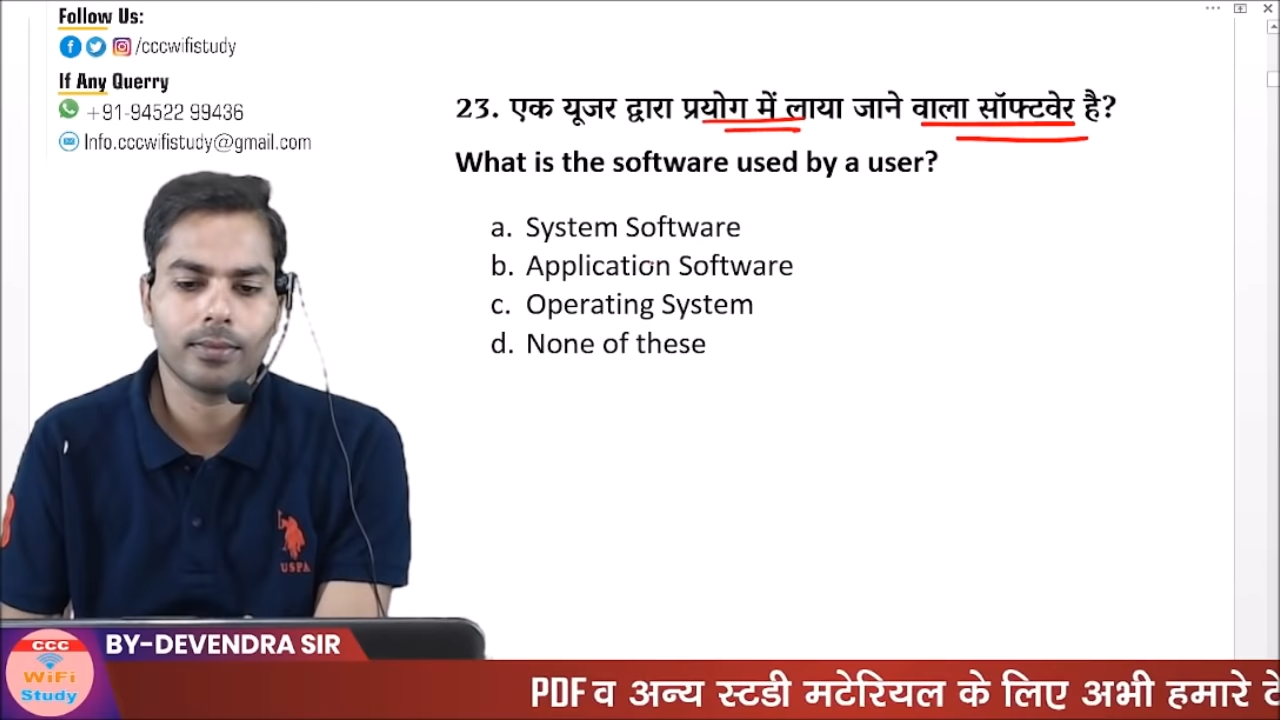 Follow Us:
/cccwifistudy
If Any Querry
+91-94522 99436
Info.cccwifistudy@gmail.com
23. एक यूजर द्वारा प्रयोग में लाया जाने वाला सॉफ्टवेर है?
What is the software used by a user?
a. System Software
b. Application Software
c. Operating System
d. None of these
USPA
CCC
WiFi
Study
BY-DEVENDRA SIR
PDF व अन्य स्टडी मटेरियल के लिए अभी हमारे